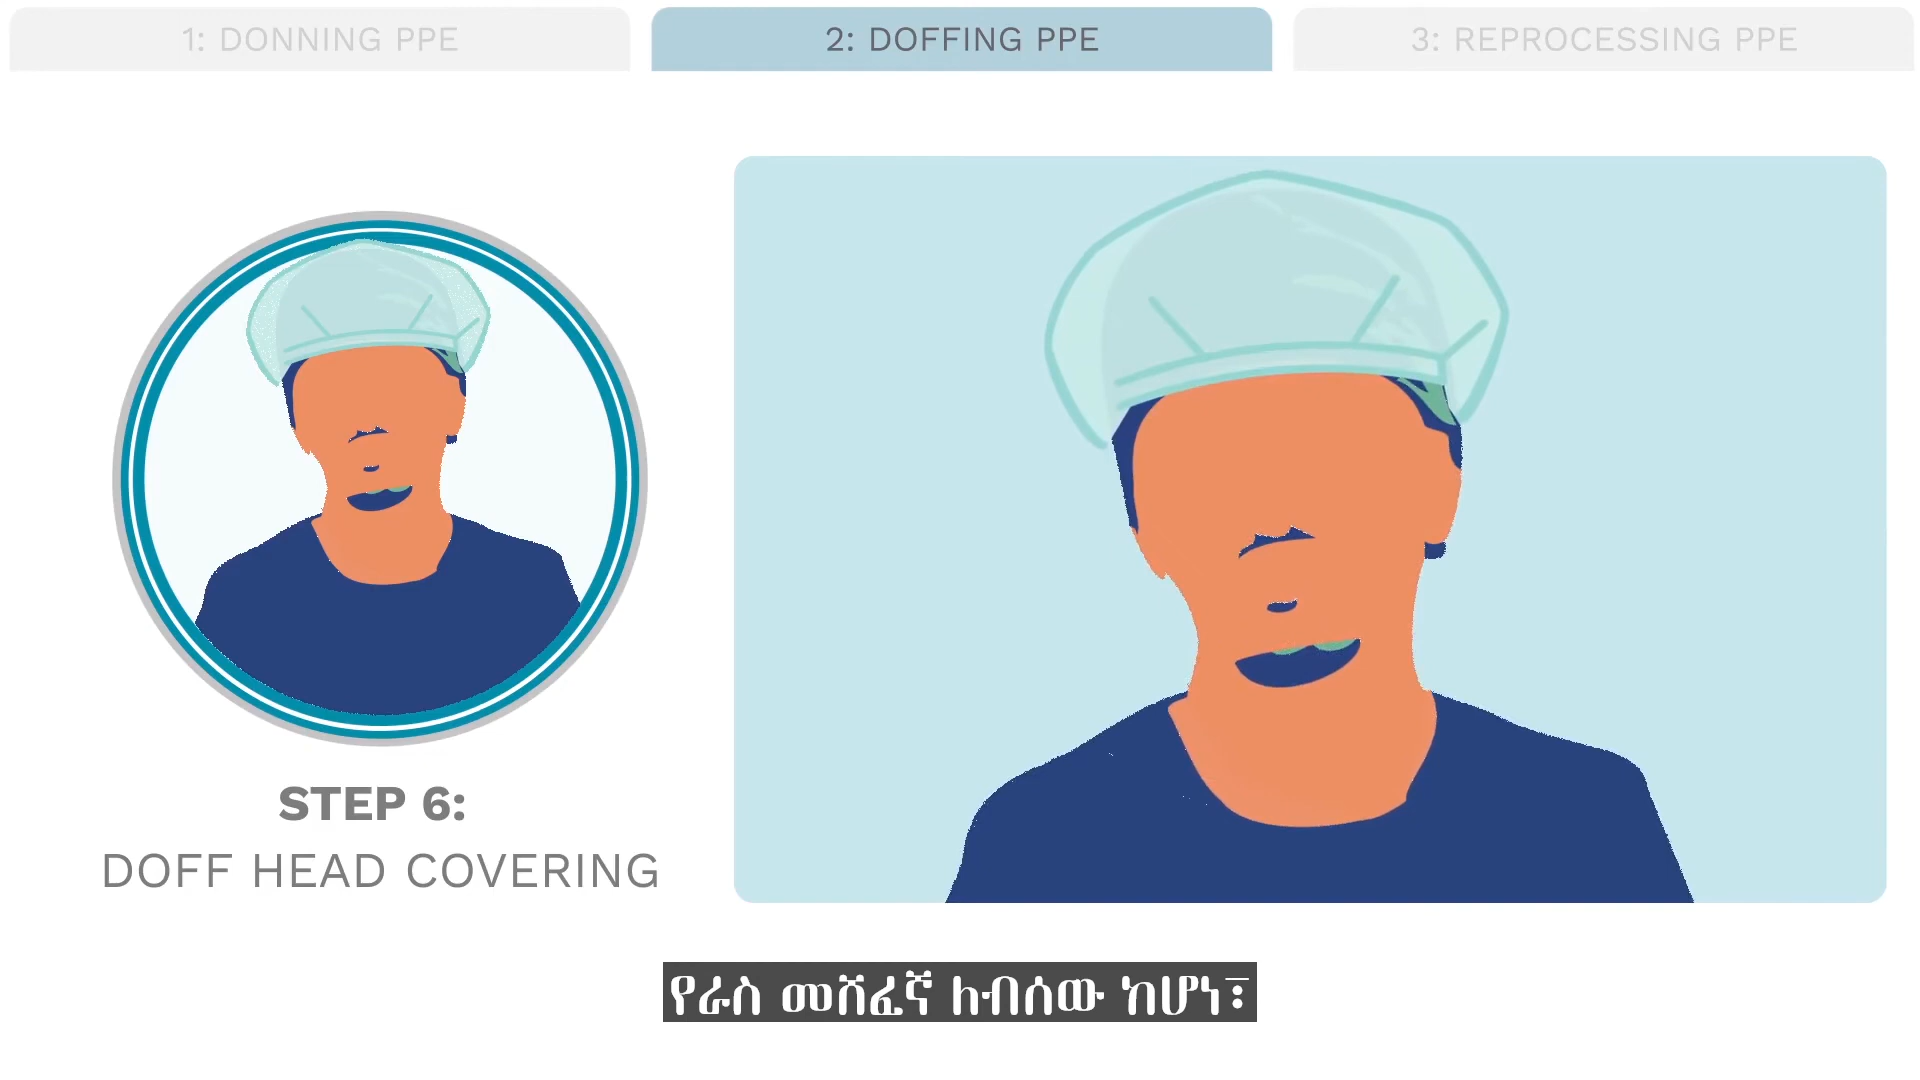 1: DONNING PPE
2: DOFFING PPE
3: REPROCESSING PPE
STEP 6:
DOFF HEAD COVERING
የራስ መሸፈኛ ለብሰው ከሆነ፣